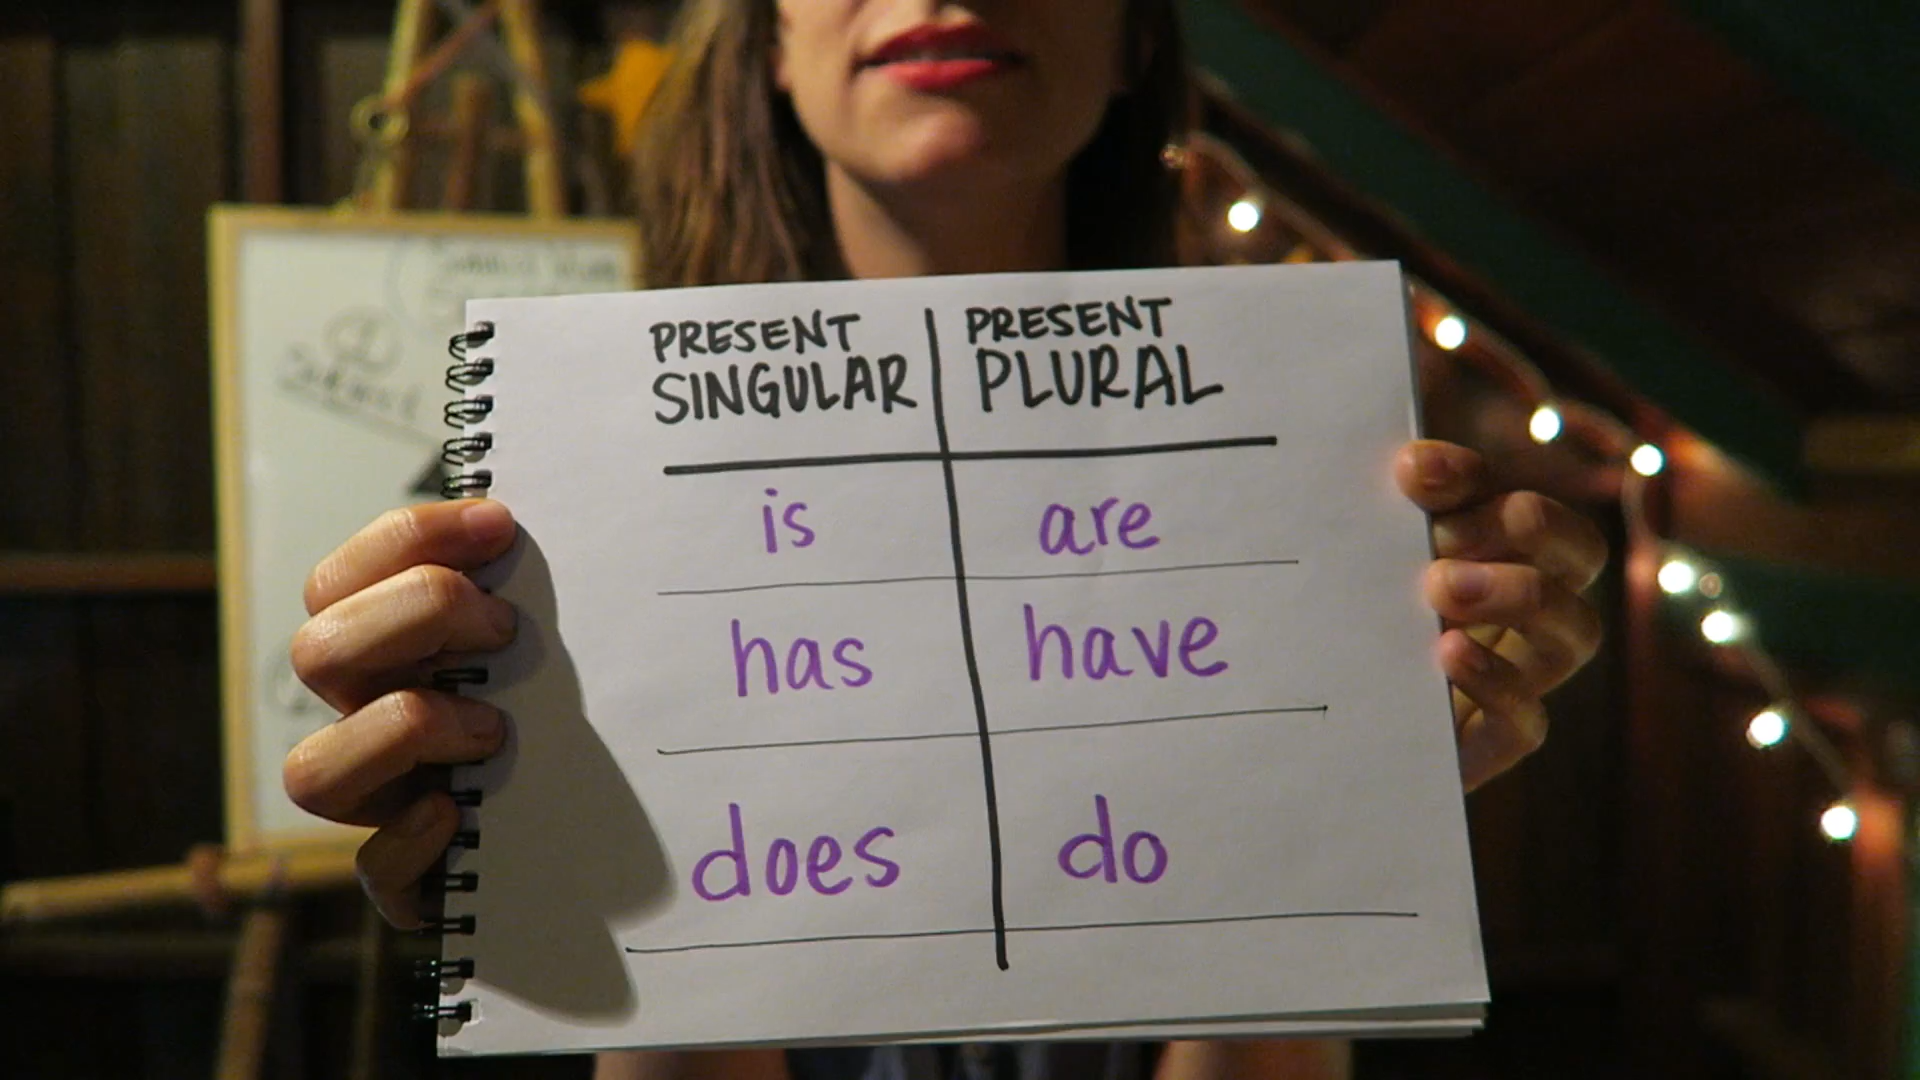 PRESENT SINGULAR
PRESENT PLURAL
is are
has have
does do